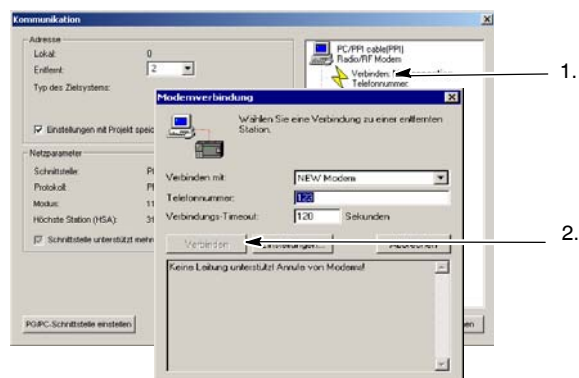 Kommunikation
Adresse
Lokal: 0
Entfernt: 2
Typ des Zielsystems:
Einstellungen mit Projekt speic
Netzparameter
Schnittstelle:
Protokoll:
Modus: 11
Höchste Station (HSA): 31
Schnittstelle unterstützt mehr
PG/PC-Schnittstelle einstellen
PC/PPI cable(PPI)
Radio/RF Modem
Verbinden:
Telefonnummer:
1.
Modemverbindung
Wählen Sie eine Verbindung zu einer entfernten
Station.
Verbinden mit: NEW Modem
Telefonnummer: 123
Verbindungs-Timeout: 120 Sekunden
Verbinden
2.
Keine Leitung unterstützt Anrufe von Modems!
en